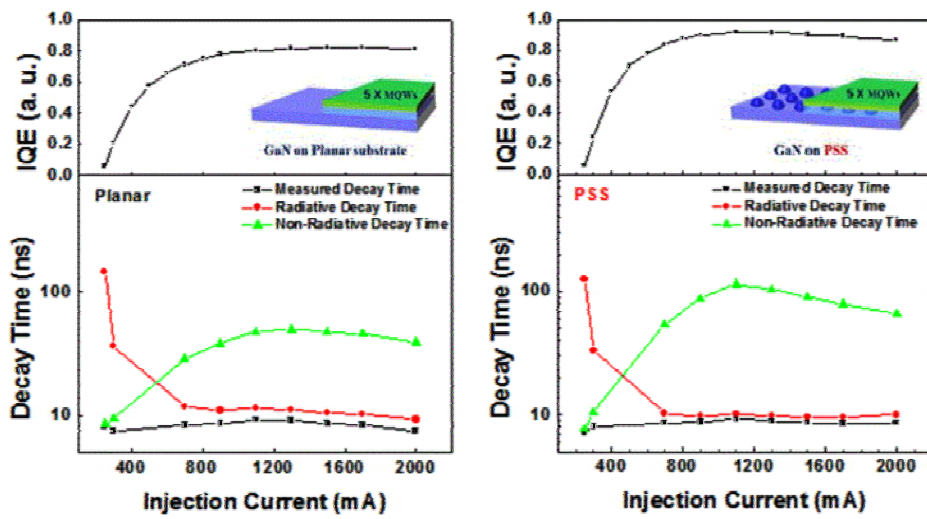 1.0
0.8
0.6
0.4
0.2
0.0
IQE (a. u.)
5 X MQWs
GaN on Planar substrate
Planar
Measured Decay Time
Radiative Decay Time
Non-Radiative Decay Time
100
10
Decay Time (ns)
400 800 1200 1600 2000
Injection Current (mA)
1.0
0.8
0.6
0.4
0.2
0.0
IQE (a. u.)
5 X MQWs
GaN on PSS
PSS
Measured Decay Time
Radiative Decay Time
Non-Radiative Decay Time
100
10
Decay Time (ns)
400 800 1200 1600 2000
Injection Current (mA)